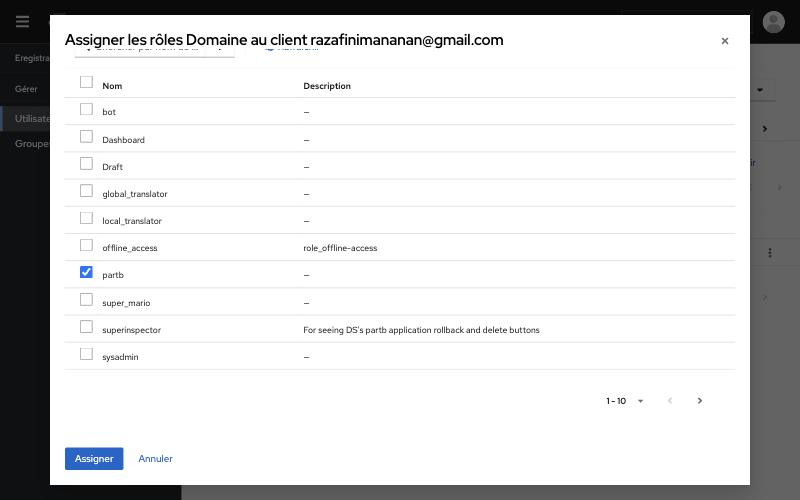 Assigner les rôles Domaine au client razafinimananan@gmail.com
×
Eregistra
Gérer
Utilisate
Groupe
Nom Description
bot –
Dashboard –
Draft –
global_translator –
local_translator –
offline_access role_offline-access
partb –
super_mario –
superinspector For seeing DS's partb application rollback and delete buttons
sysadmin –
1 - 10
Assigner Annuler